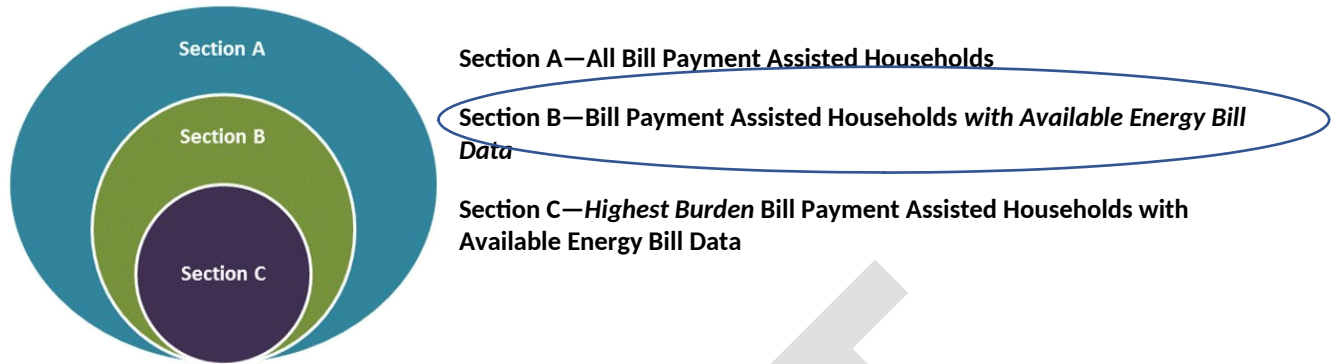 Section A
Section B
Section C
Section A—All Bill Payment Assisted Households
Section B—Bill Payment Assisted Households with Available Energy Bill
Data
Section C—Highest Burden Bill Payment Assisted Households with
Available Energy Bill Data